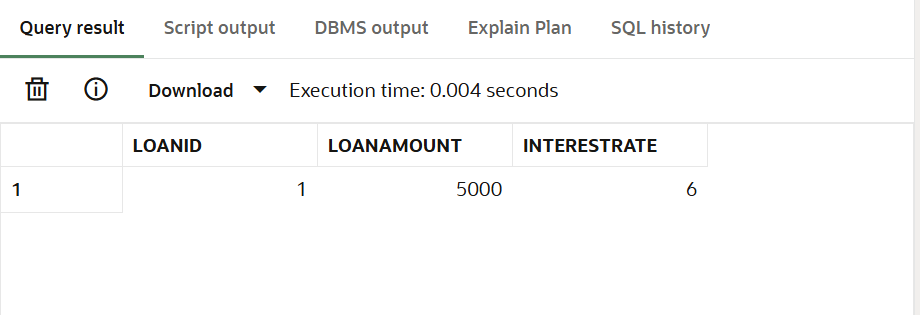 Query result Script output DBMS output Explain Plan SQL history
Download Execution time: 0.004 seconds
LOANID LOANAMOUNT INTERESTRATE
1 1 5000 6